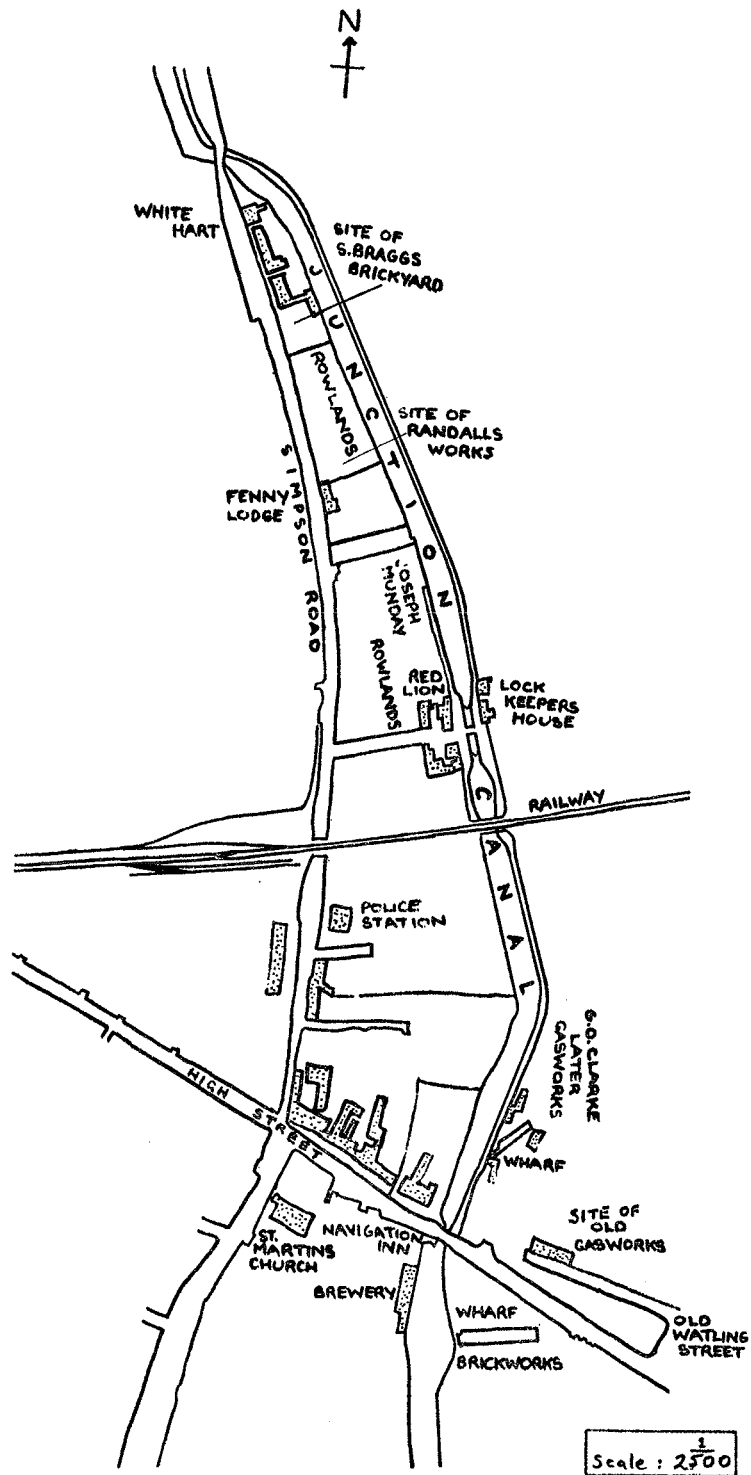 N
WHITE
HART
SITE OF
S.BRAGGS
BRICKYARD
JUNCTION
ROWLANDS
SITE OF
RANDALLS
WORKS
SIMPSON ROAD
FENNY
LODGE
JOSEPH
MUNDAY
ROWLANDS
RED
LION
LOCK
KEEPERS
HOUSE
RAILWAY
CANAL
POLICE
STATION
G.O.CLARKE
LATER
GASWORKS
HIGH STREET
WHARF
ST.
MARTINS
CHURCH
NAVIGATION
INN
SITE OF
OLD
GASWORKS
BREWERY
WHARF
BRICKWORKS
OLD
WATLING
STREET
Scale : 1/2500